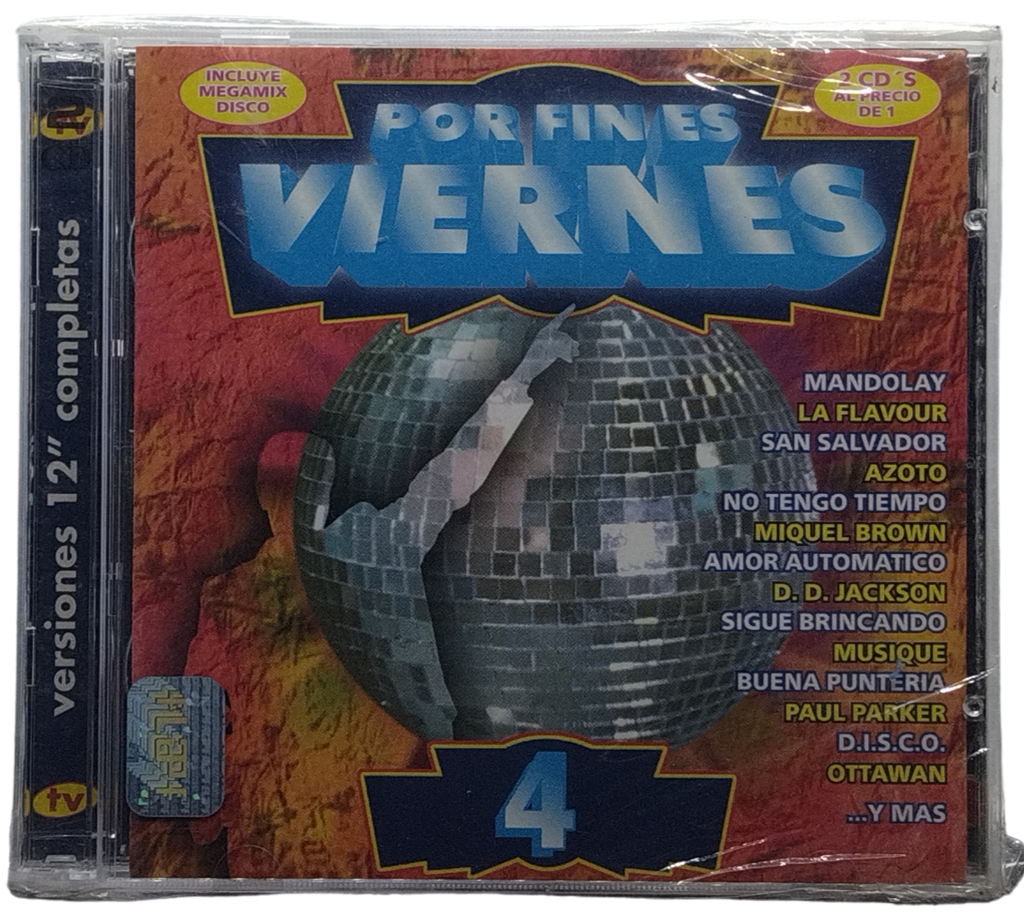 INCLUYE
MEGAMIX
DISCO
2 CD´S
AL PRECIO
DE 1
POR FIN ES
VIERNES
versiones 12" completas
tv
MANDOLAY
LA FLAVOUR
SAN SALVADOR
AZOTO
NO TENGO TIEMPO
MIQUEL BROWN
AMOR AUTOMATICO
D. D. JACKSON
SIGUE BRINCANDO
MUSIQUE
BUENA PUNTERIA
PAUL PARKER
D.I.S.C.O.
OTTAWAN
...Y MAS
4